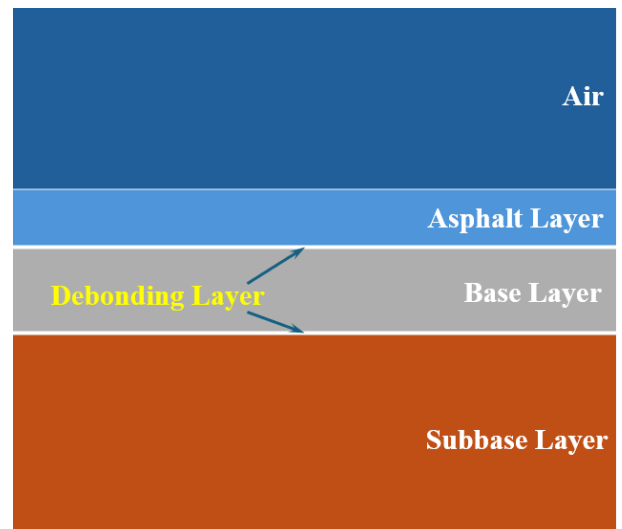 Air
Asphalt Layer
Debonding Layer
Base Layer
Subbase Layer